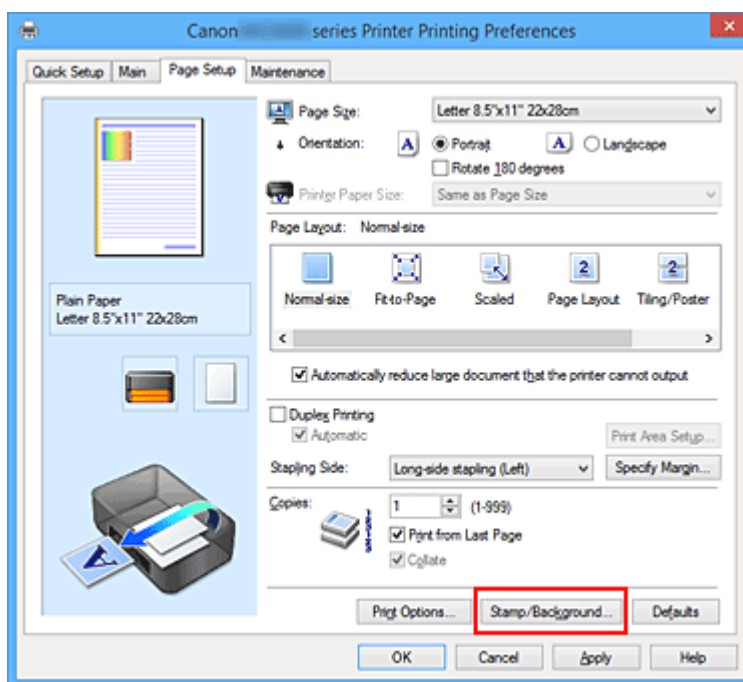 Canon series Printer Printing Preferences
Quick Setup Main Page Setup Maintenance
Page Size: Letter 8.5"x11" 22x28cm
Orientation: A Portrait A Landscape
Rotate 180 degrees
Printer Paper Size: Same as Page Size
Page Layout: Normal-size
2 2
Normal-size Fit-to-Page Scaled Page Layout Tiling/Poster
Plain Paper
Letter 8.5"x11" 22x28cm
Automatically reduce large document that the printer cannot output
Duplex Printing
Automatic
Print Area Setup...
Stapling Side: Long-side stapling (Left) Specify Margin...
Copies: 1 (1-999)
Print from Last Page
Collate
A
Print Options... Stamp/Background... Defaults
OK Cancel Apply Help